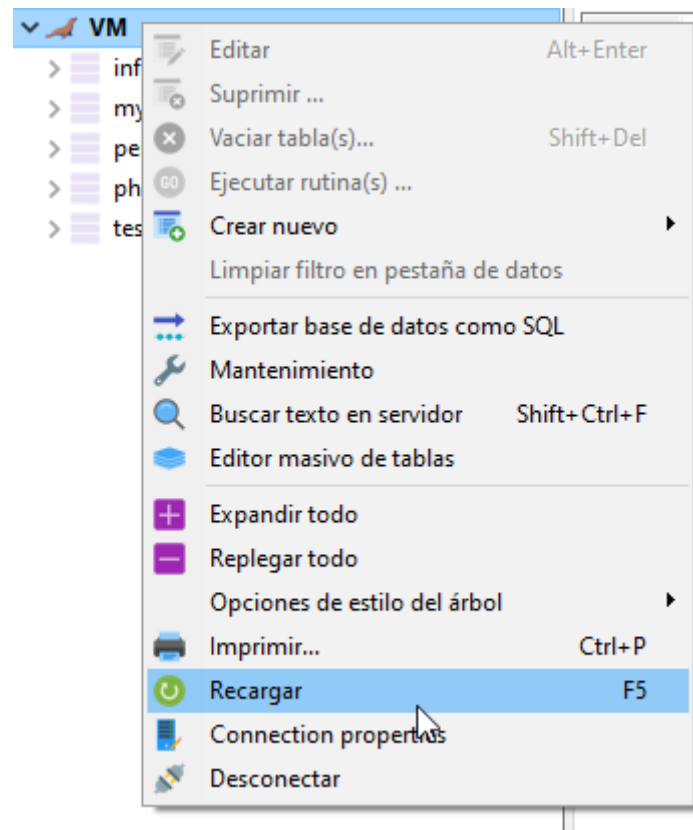 VM
inf
my
pe
ph
tes
Editar Alt+Enter
Suprimir ...
Vaciar tabla(s)... Shift+Del
GO Ejecutar rutina(s) ...
Crear nuevo
Limpiar filtro en pestaña de datos
Exportar base de datos como SQL
Mantenimiento
Buscar texto en servidor Shift+Ctrl+F
Editor masivo de tablas
Expandir todo
Replegar todo
Opciones de estilo del árbol
Imprimir... Ctrl+P
Recargar F5
Connection properties
Desconectar